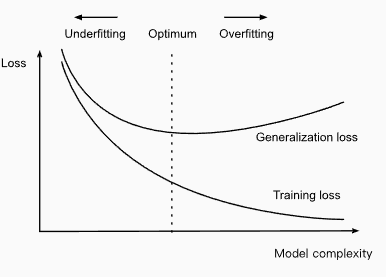 Underfitting
Optimum
Overfitting
Loss
Generalization loss
Training loss
Model complexity